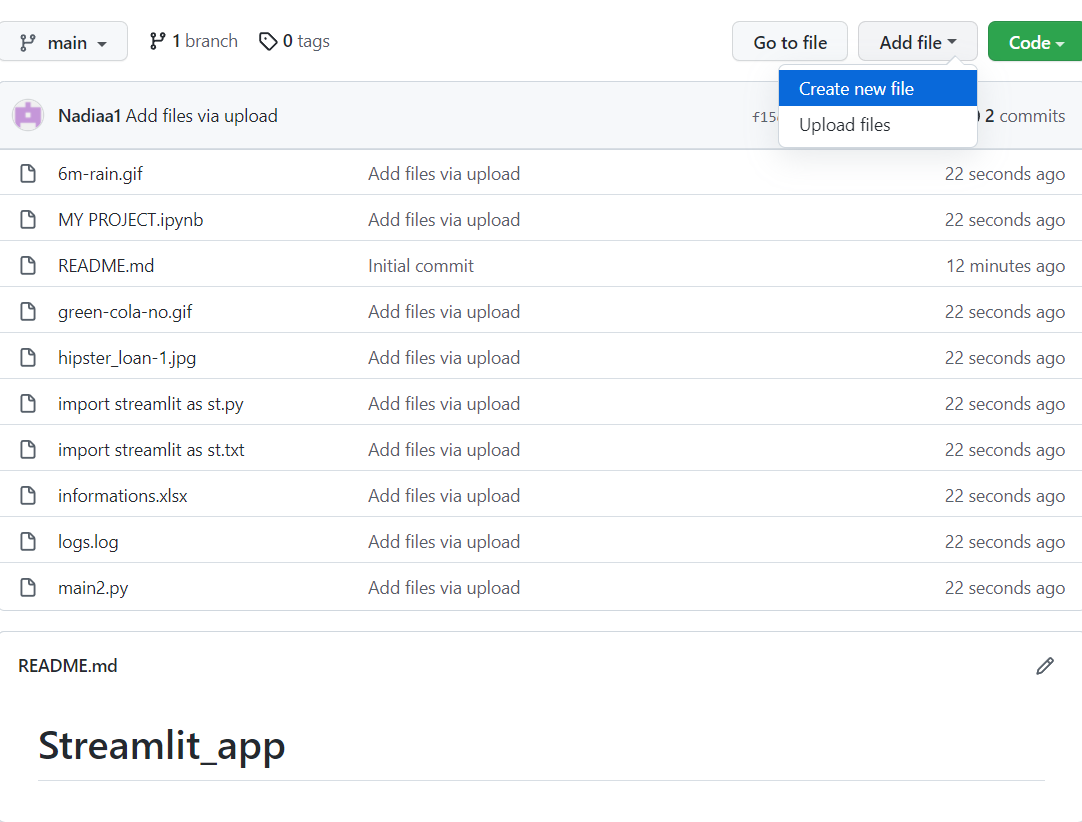 main 1 branch 0 tags Go to file Add file Code
Create new file
Upload files
Nadiaa1 Add files via upload 2 commits
6m-rain.gif Add files via upload 22 seconds ago
MY PROJECT.ipynb Add files via upload 22 seconds ago
README.md Initial commit 12 minutes ago
green-cola-no.gif Add files via upload 22 seconds ago
hipster_loan-1.jpg Add files via upload 22 seconds ago
import streamlit as st.py Add files via upload 22 seconds ago
import streamlit as st.txt Add files via upload 22 seconds ago
informations.xlsx Add files via upload 22 seconds ago
logs.log Add files via upload 22 seconds ago
main2.py Add files via upload 22 seconds ago
README.md
Streamlit_app